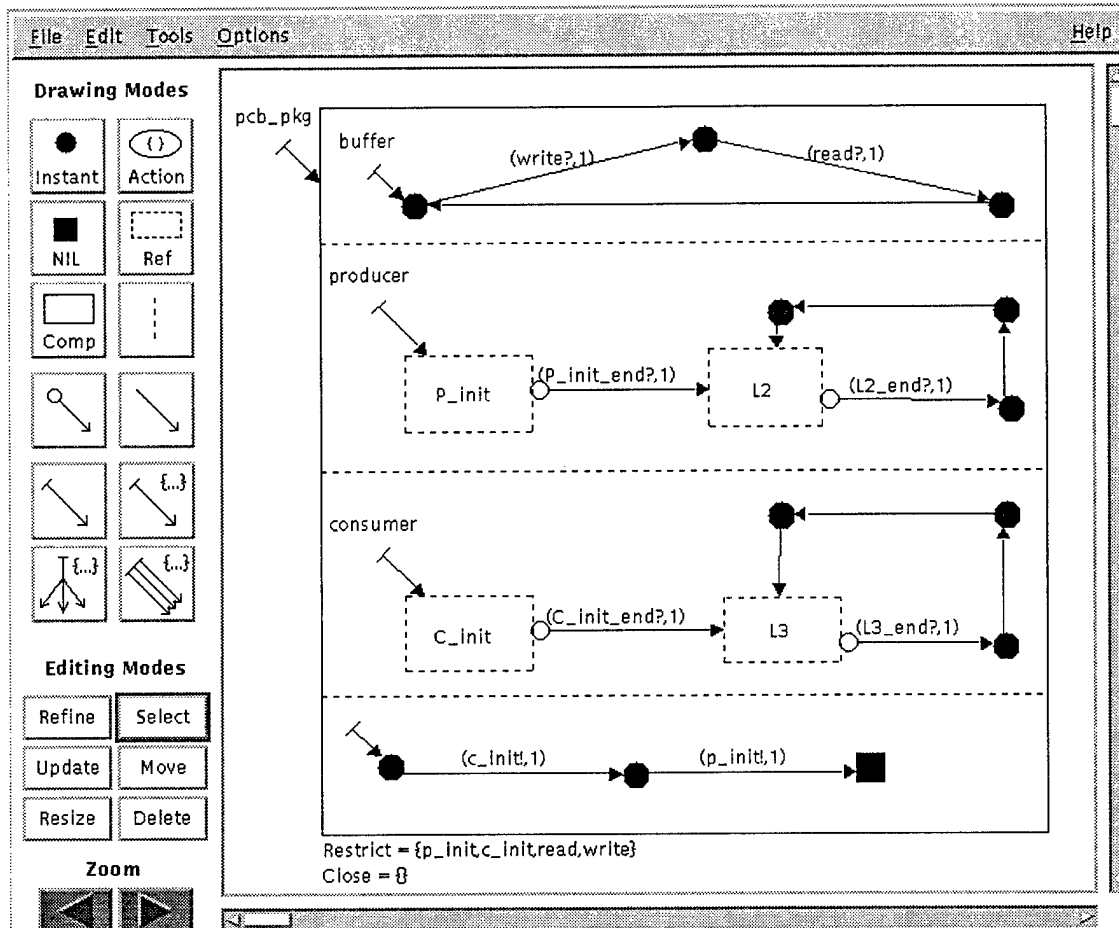 File Edit Tools Options Help
Drawing Modes
Instant
{ }
Action
NIL
Ref
Comp
{...}
{...}
{...}
Editing Modes
Refine
Select
Update
Move
Resize
Delete
Zoom
pcb_pkg
buffer
(write?,1)
(read?,1)
producer
P_init
(P_init_end?,1)
L2
(L2_end?,1)
consumer
C_init
(C_init_end?,1)
L3
(L3_end?,1)
(c_init!,1)
(p_init!,1)
Restrict = {p_init,c_init,read,write}
Close = {}